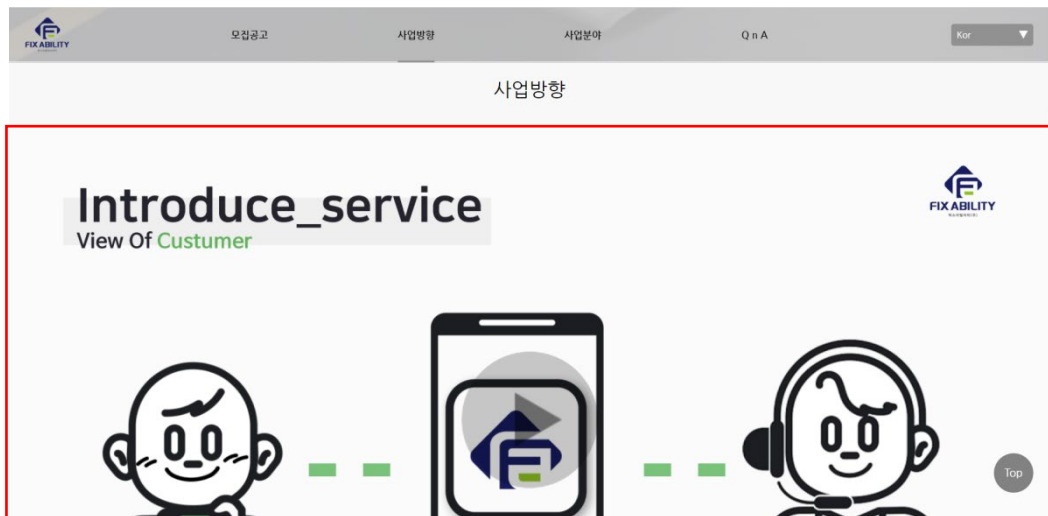 FIX ABILITY
모집공고 사업방향 사업분야 Q n A Kor
사업방향
Introduce_service
View Of Custumer
FIX ABILITY
Top